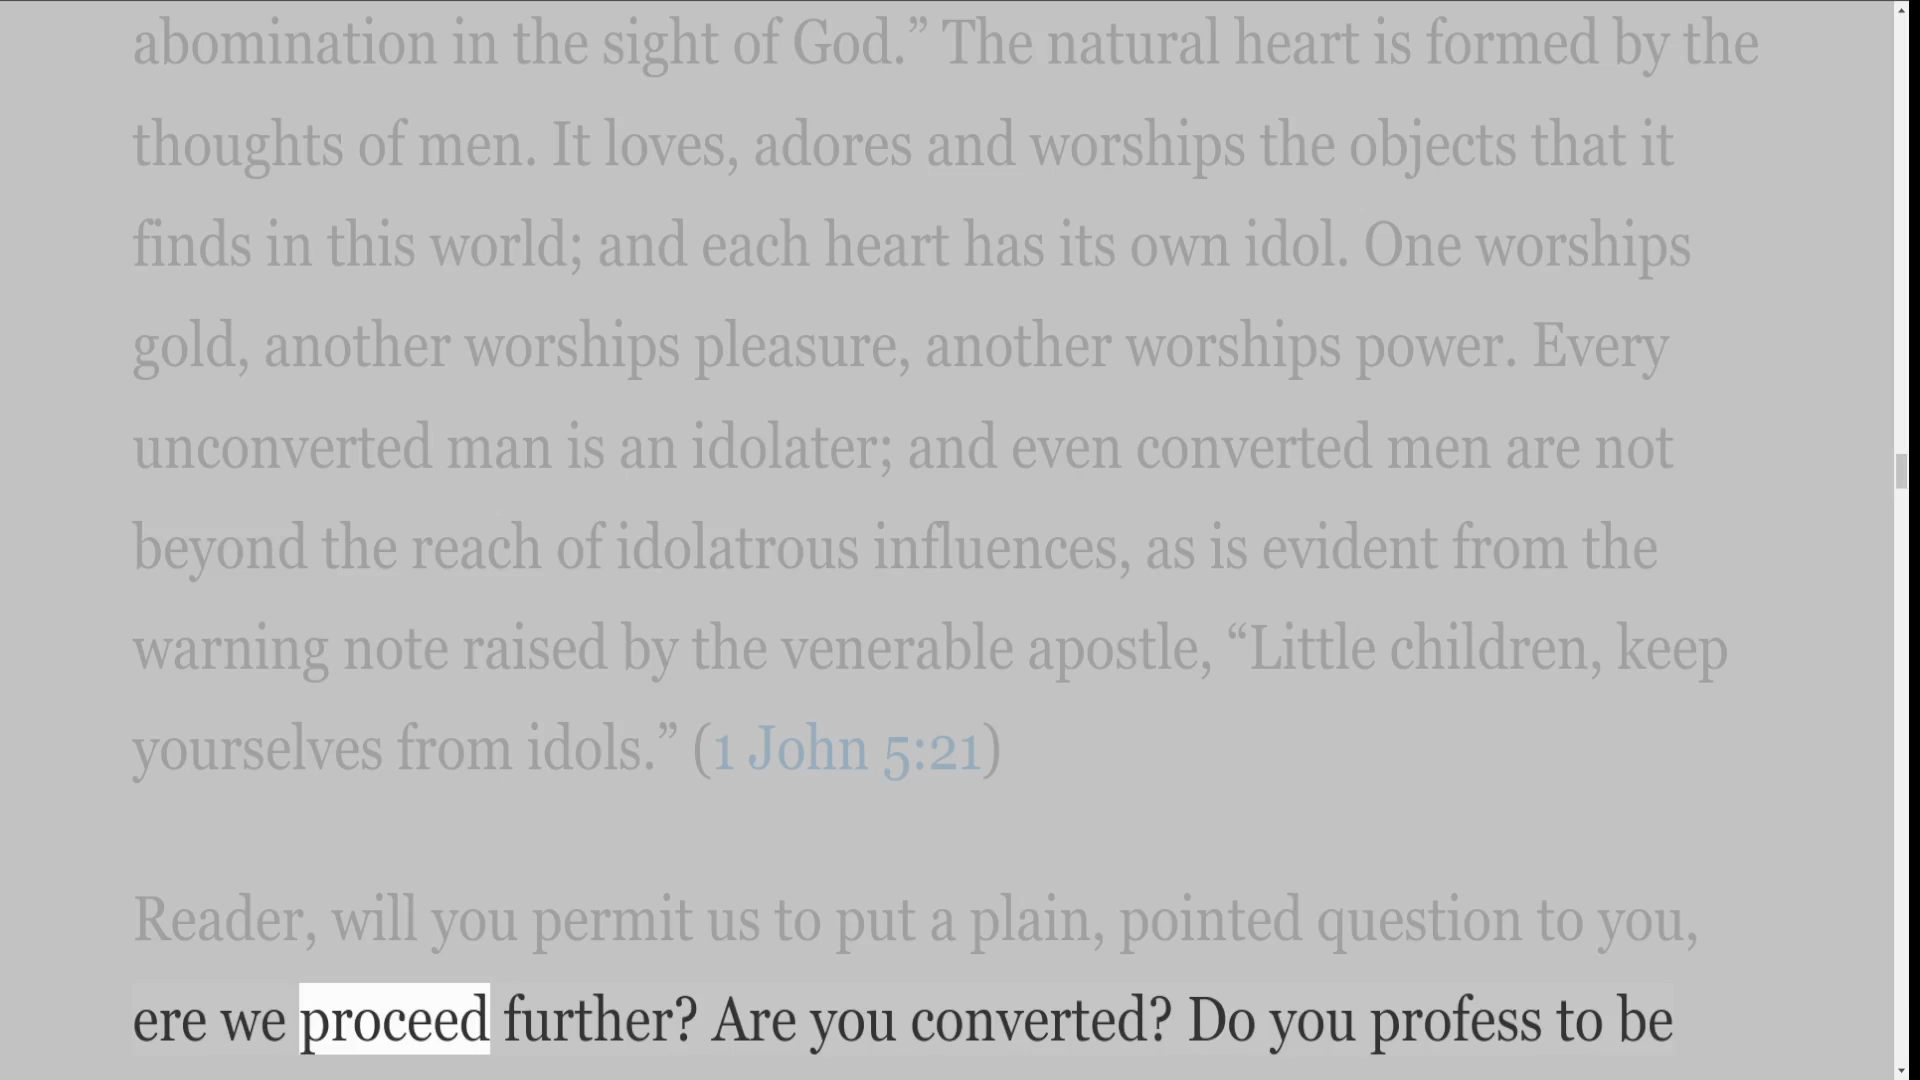 abomination in the sight of God.” The natural heart is formed by the
thoughts of men. It loves, adores and worships the objects that it
finds in this world; and each heart has its own idol. One worships
gold, another worships pleasure, another worships power. Every
unconverted man is an idolater; and even converted men are not
beyond the reach of idolatrous influences, as is evident from the
warning note raised by the venerable apostle, “Little children, keep
yourselves from idols.” (1 John 5:21)
Reader, will you permit us to put a plain, pointed question to you,
ere we proceed further? Are you converted? Do you profess to be